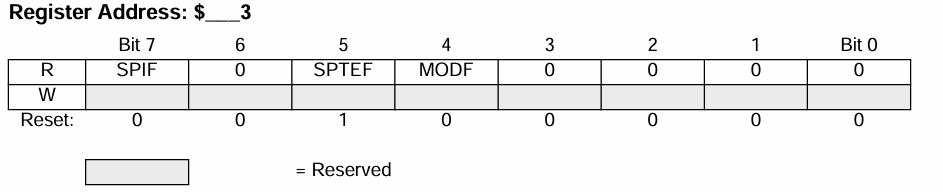 Register Address: $___3
Bit 7 6 5 4 3 2 1 Bit 0
R SPIF 0 SPTEF MODF 0 0 0 0
W
Reset: 0 0 1 0 0 0 0 0
= Reserved